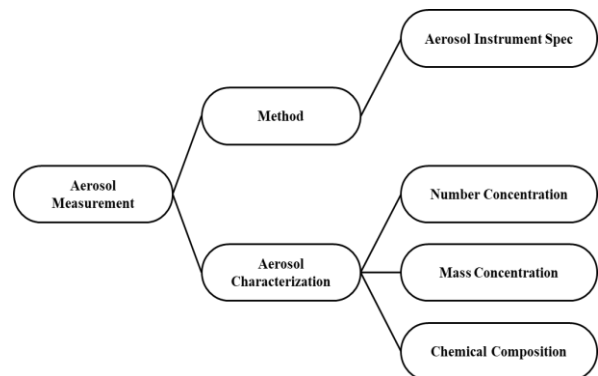 Aerosol Instrument Spec
Method
Aerosol
Measurement
Number Concentration
Aerosol
Characterization
Mass Concentration
Chemical Composition